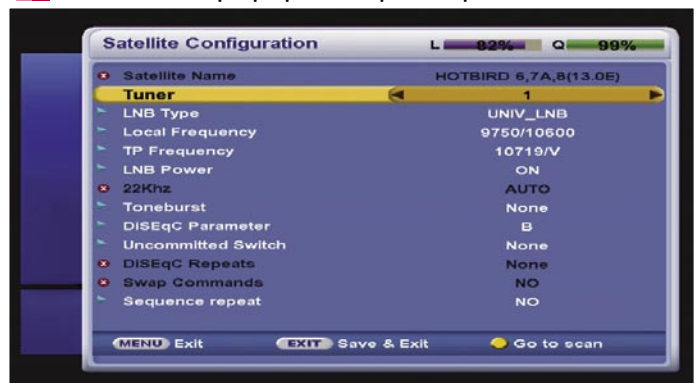 Satellite Configuration L 82% Q 99%
Satellite Name HOTBIRD 6,7A,8(13.0E)
Tuner 1
LNB Type UNIV_LNB
Local Frequency 9750/10600
TP Frequency 10719/V
LNB Power ON
22Khz AUTO
Toneburst None
DISEqC Parameter B
Uncommitted Switch None
DISEqC Repeats None
Swap Commands NO
Sequence repeat NO
MENU Exit EXIT Save & Exit Go to scan